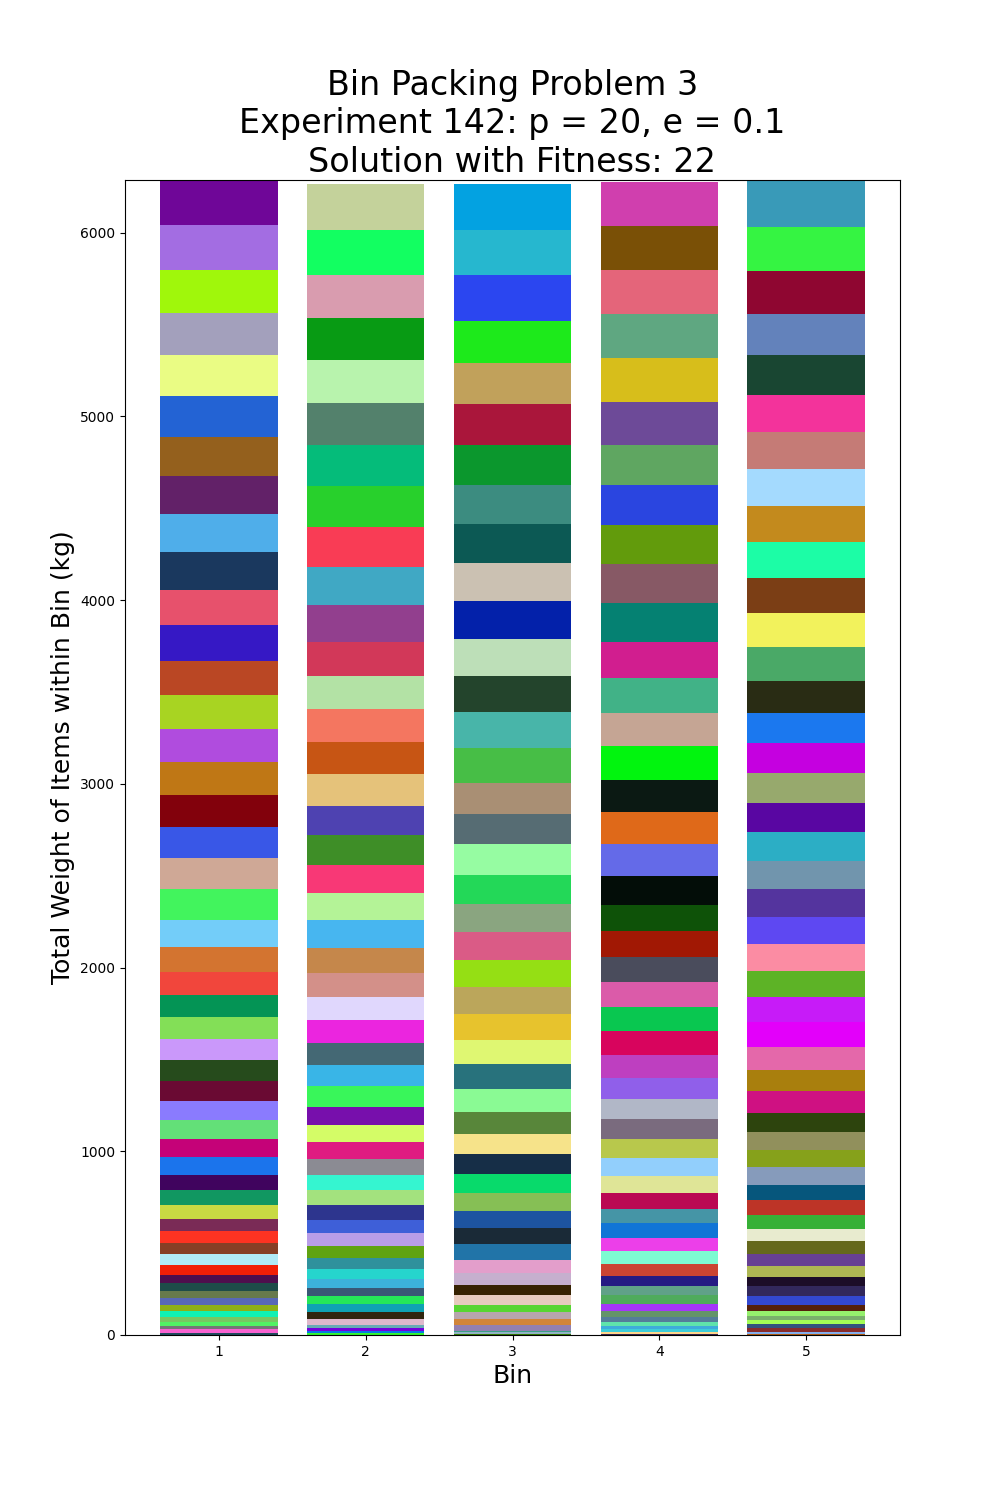 Bin Packing Problem 3
Experiment 142: p = 20, e = 0.1
Solution with Fitness: 22
Total Weight of Items within Bin (kg)
6000
5000
4000
3000
2000
1000
0
1 2 3 4 5
Bin